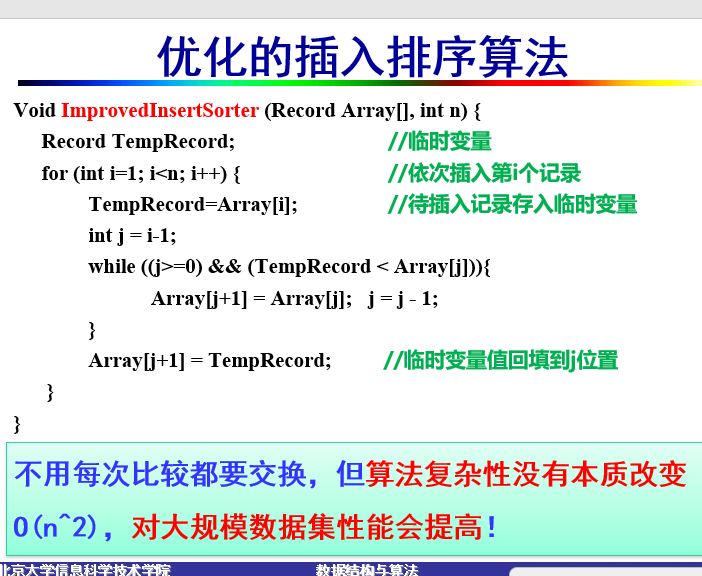 优化的插入排序算法
Void ImprovedInsertSorter (Record Array[], int n) {
Record TempRecord; //临时变量
for (int i=1; i<n; i++) { //依次插入第i个记录
TempRecord=Array[i]; //待插入记录存入临时变量
int j = i-1;
while ((j>=0) && (TempRecord < Array[j])){
Array[j+1] = Array[j]; j = j - 1;
}
Array[j+1] = TempRecord; //临时变量值回填到j位置
}
}
不用每次比较都要交换，但算法复杂性没有本质改变
O(n^2)，对大规模数据集性能会提高！
北京大学信息科学技术学院 数据结构与算法